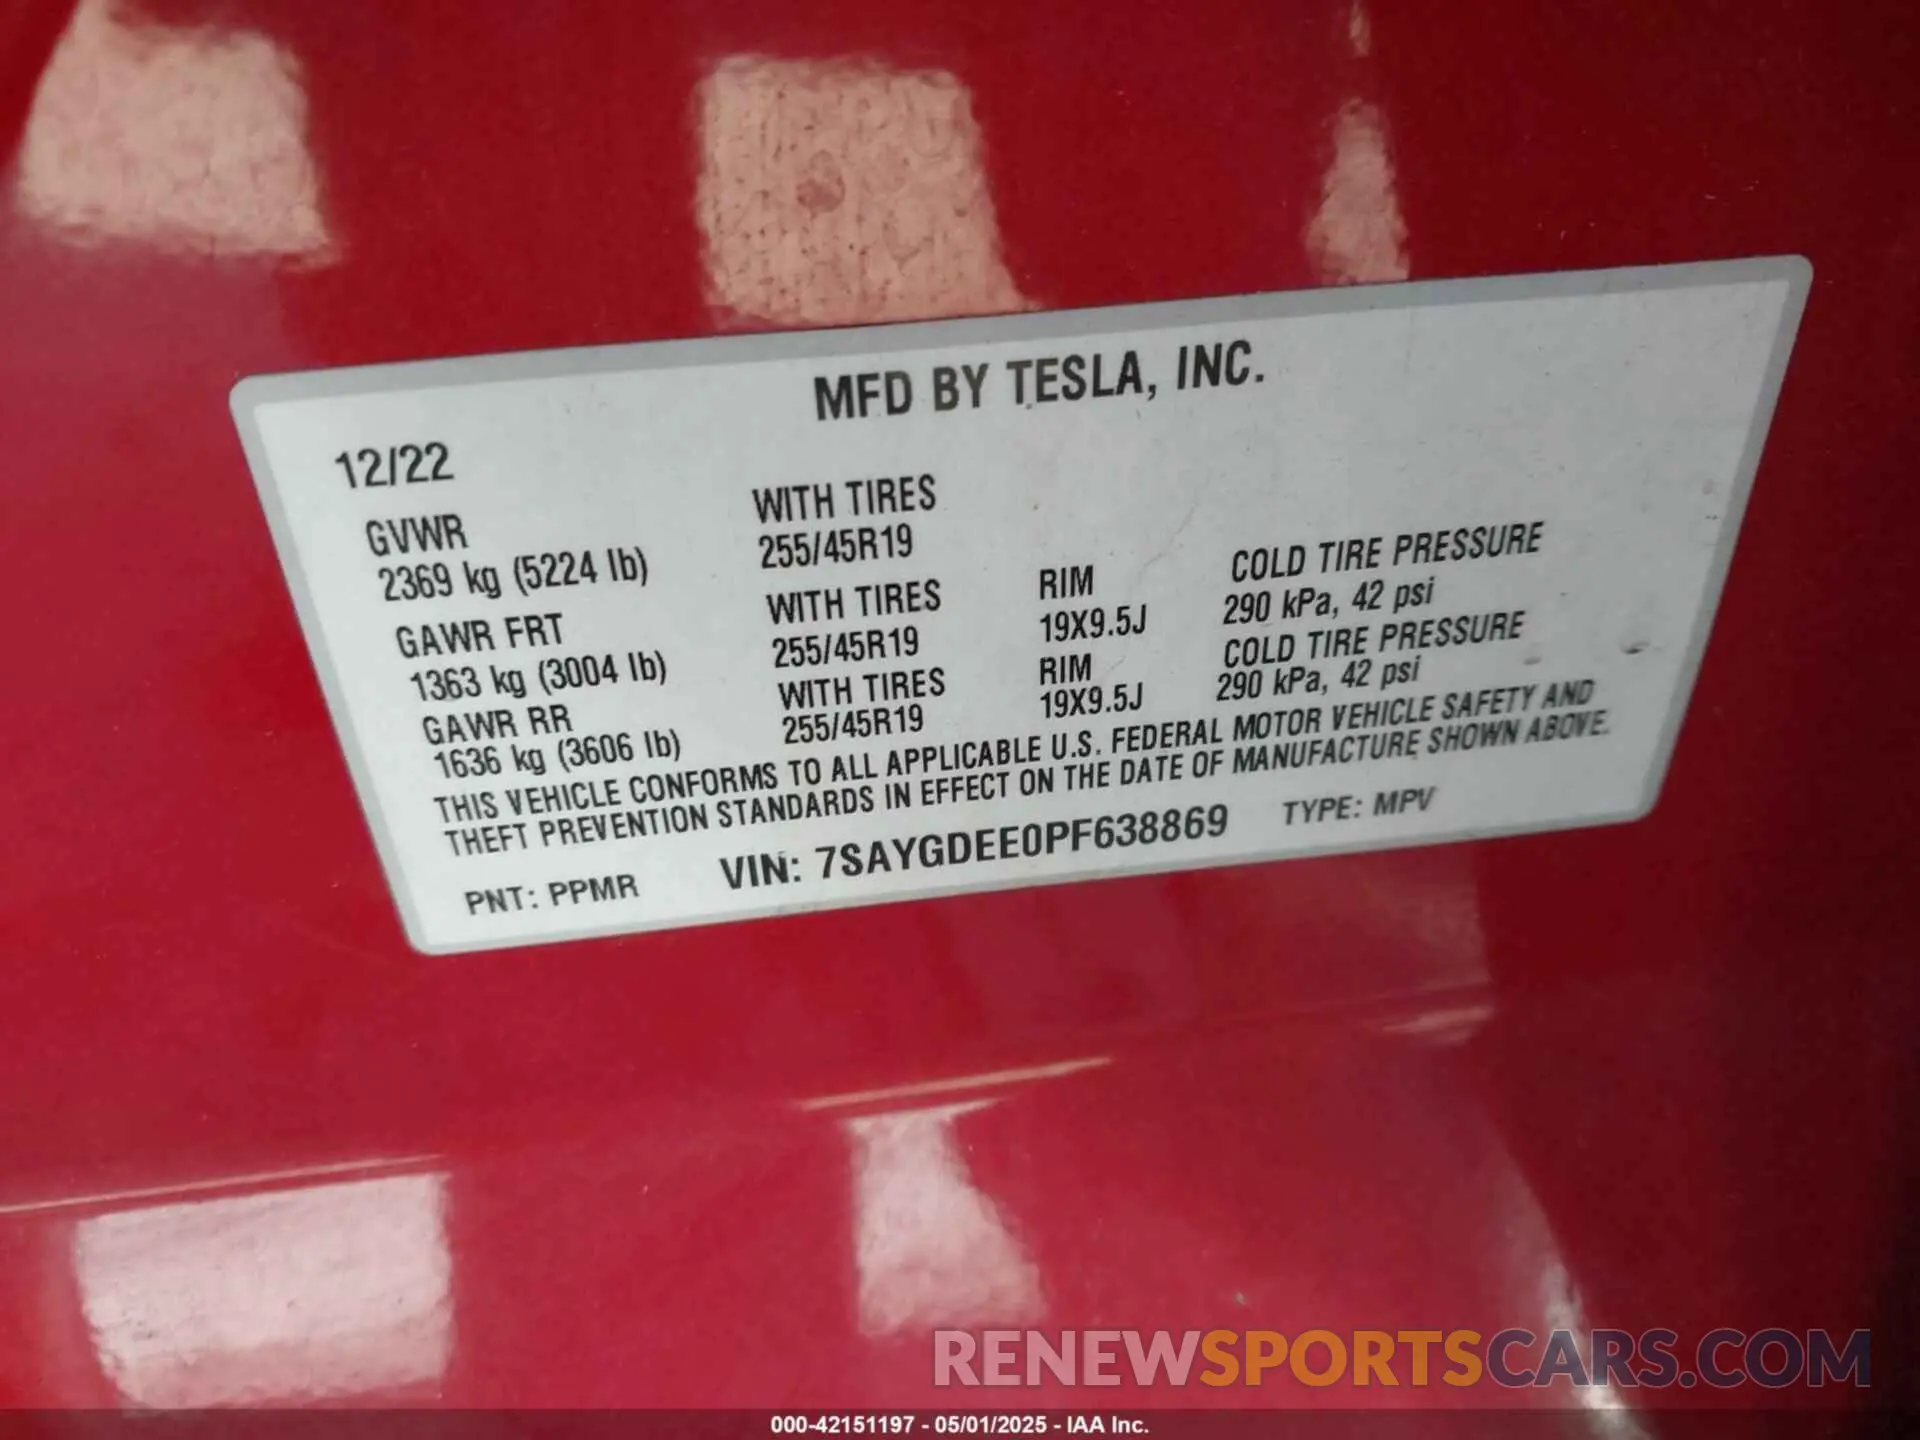 MFD BY TESLA, INC.
12/22
GVWR
2369 kg (5224 lb)
WITH TIRES
255/45R19
GAWR FRT
1363 kg (3004 lb)
WITH TIRES
255/45R19
RIM
19X9.5J
COLD TIRE PRESSURE
290 kPa, 42 psi
GAWR RR
1636 kg (3606 lb)
WITH TIRES
255/45R19
RIM
19X9.5J
COLD TIRE PRESSURE
290 kPa, 42 psi
THIS VEHICLE CONFORMS TO ALL APPLICABLE U.S. FEDERAL MOTOR VEHICLE SAFETY AND
THEFT PREVENTION STANDARDS IN EFFECT ON THE DATE OF MANUFACTURE SHOWN ABOVE.
PNT: PPMR VIN: 7SAYGDEE0PF638869 TYPE: MPV
RENEWSPORTSCARS.COM
000-42151197 - 05/01/2025 - IAA Inc.